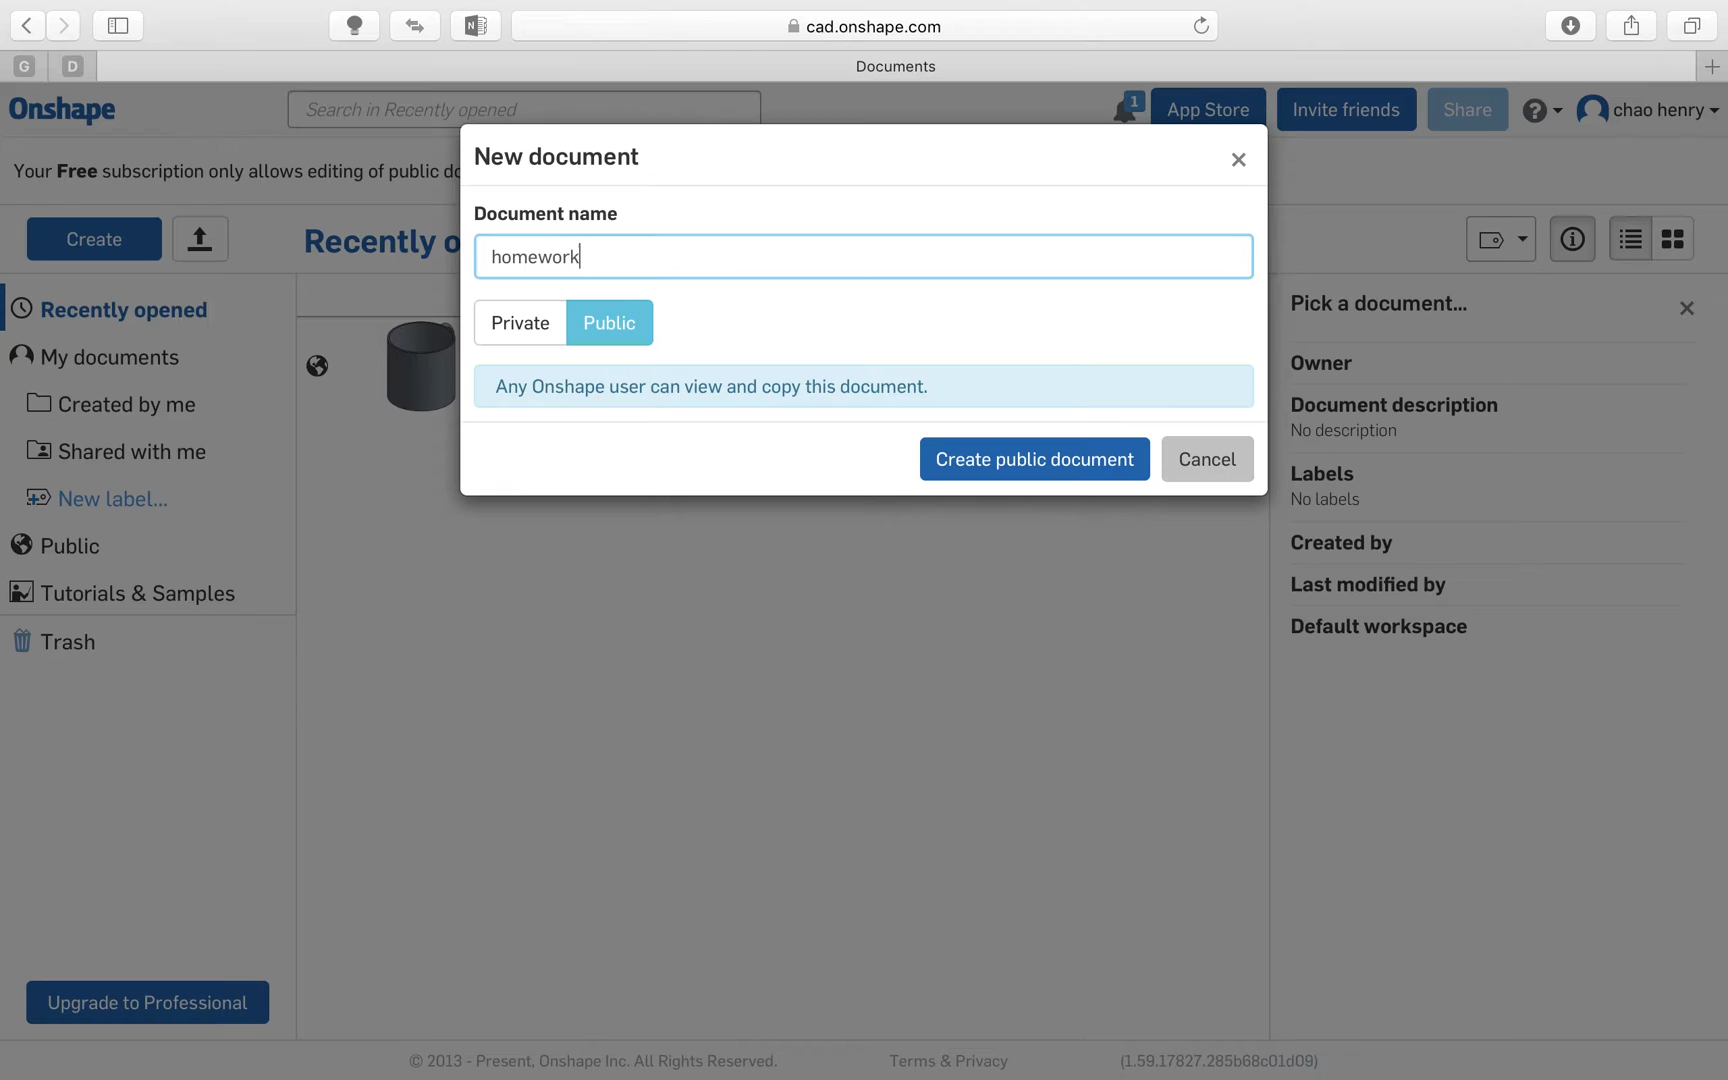 cad.onshape.com
G
D
Documents
Onshape
Search in Recently opened
1
App Store
Invite friends
Share
?
chao henry
Your Free subscription only allows editing of public do
Create
Recently o
Recently opened
My documents
Created by me
Shared with me
New label...
Public
Tutorials & Samples
Trash
Upgrade to Professional
New document
×
Document name
homework
Private
Public
Any Onshape user can view and copy this document.
Create public document
Cancel
Pick a document...
Owner
Document description
No description
Labels
No labels
Created by
Last modified by
Default workspace
© 2013 - Present, Onshape Inc. All Rights Reserved.
Terms & Privacy
(1.59.17827.285b68c01d09)